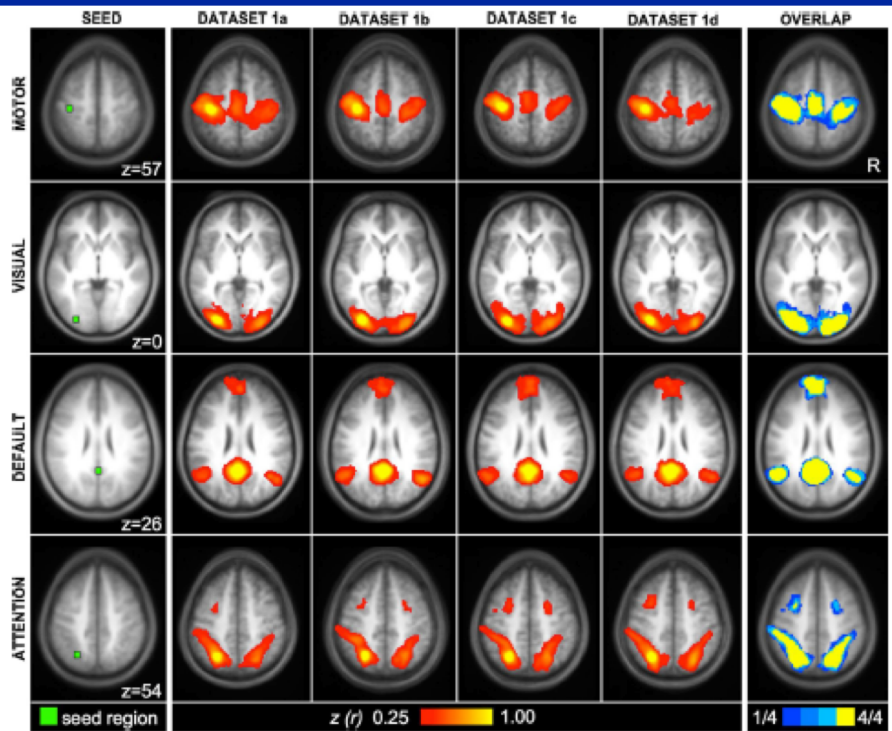 SEED DATASET 1a DATASET 1b DATASET 1c DATASET 1d OVERLAP
MOTOR
z=57
R
VISUAL
z=0
DEFAULT
z=26
ATTENTION
z=54
seed region z (r) 0.25 1.00 1/4 4/4